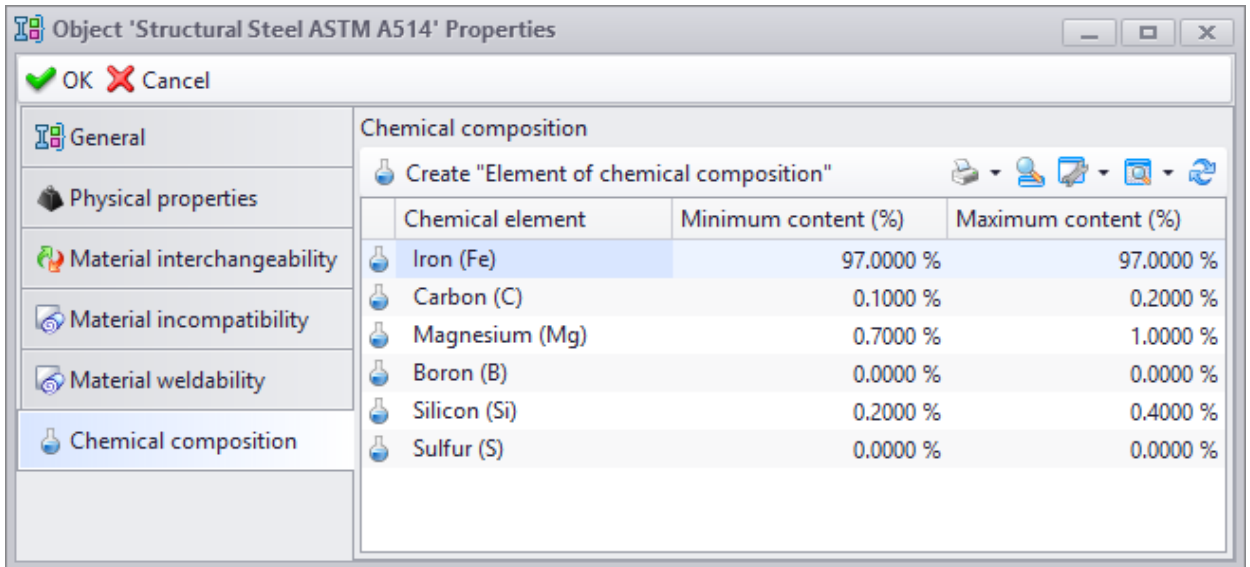 Object 'Structural Steel ASTM A514' Properties
OK Cancel
General
Physical properties
Material interchangeability
Material incompatibility
Material weldability
Chemical composition
Chemical composition
Create "Element of chemical composition"
Chemical element Minimum content (%) Maximum content (%)
Iron (Fe) 97.0000 % 97.0000 %
Carbon (C) 0.1000 % 0.2000 %
Magnesium (Mg) 0.7000 % 1.0000 %
Boron (B) 0.0000 % 0.0000 %
Silicon (Si) 0.2000 % 0.4000 %
Sulfur (S) 0.0000 % 0.0000 %